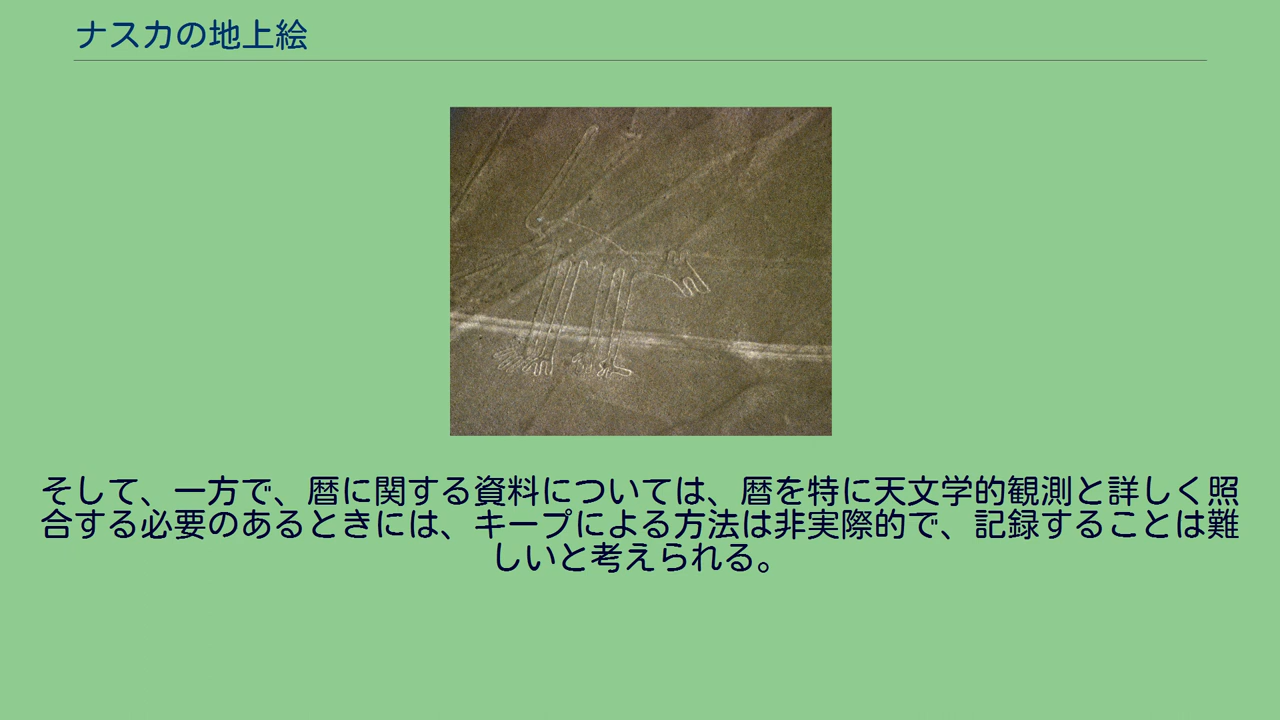 ナスカの地上絵
そして、一方で、暦に関する資料については、暦を特に天文学的観測と詳しく照
合する必要のあるときには、キープによる方法は非実際的で、記録することは難
しいと考えられる。